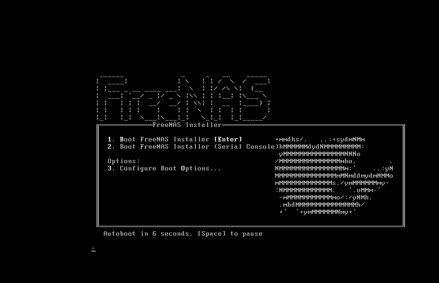 FreeNAS
FreeNAS Installer
1. Boot FreeNAS Installer [Enter]
2. Boot FreeNAS Installer (Serial Console)
Options:
3. Configure Boot Options...
Autoboot in 6 seconds. [Space] to pause